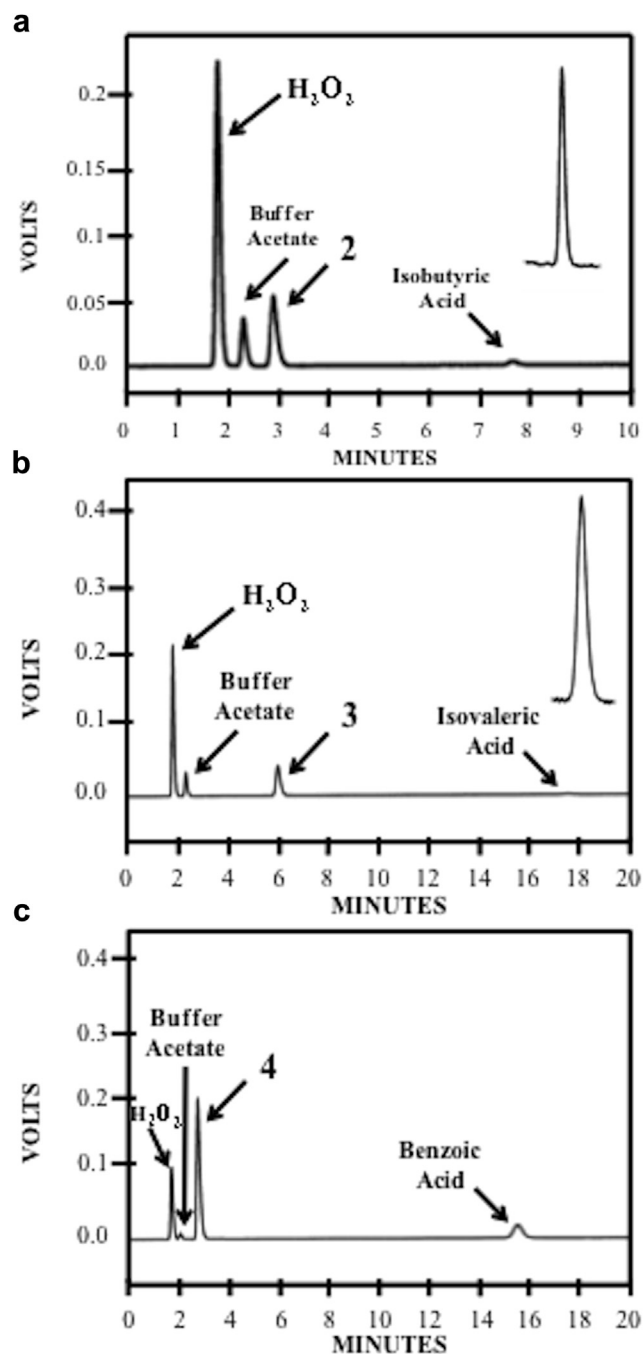 a
0.2
0.15
0.1
0.05
0.0
VOLTS
H₂O₂
Buffer
Acetate
2
Isobutyric
Acid
0 1 2 3 4 5 6 7 8 9 10
MINUTES
b
0.4
0.3
0.2
0.1
0.0
VOLTS
H₂O₂
Buffer
Acetate
3
Isovaleric
Acid
0 2 4 6 8 10 12 14 16 18 20
MINUTES
c
0.4
0.3
0.2
0.1
0.0
VOLTS
Buffer
Acetate
H₂O₂
4
Benzoic
Acid
0 2 4 6 8 10 12 14 16 18 20
MINUTES